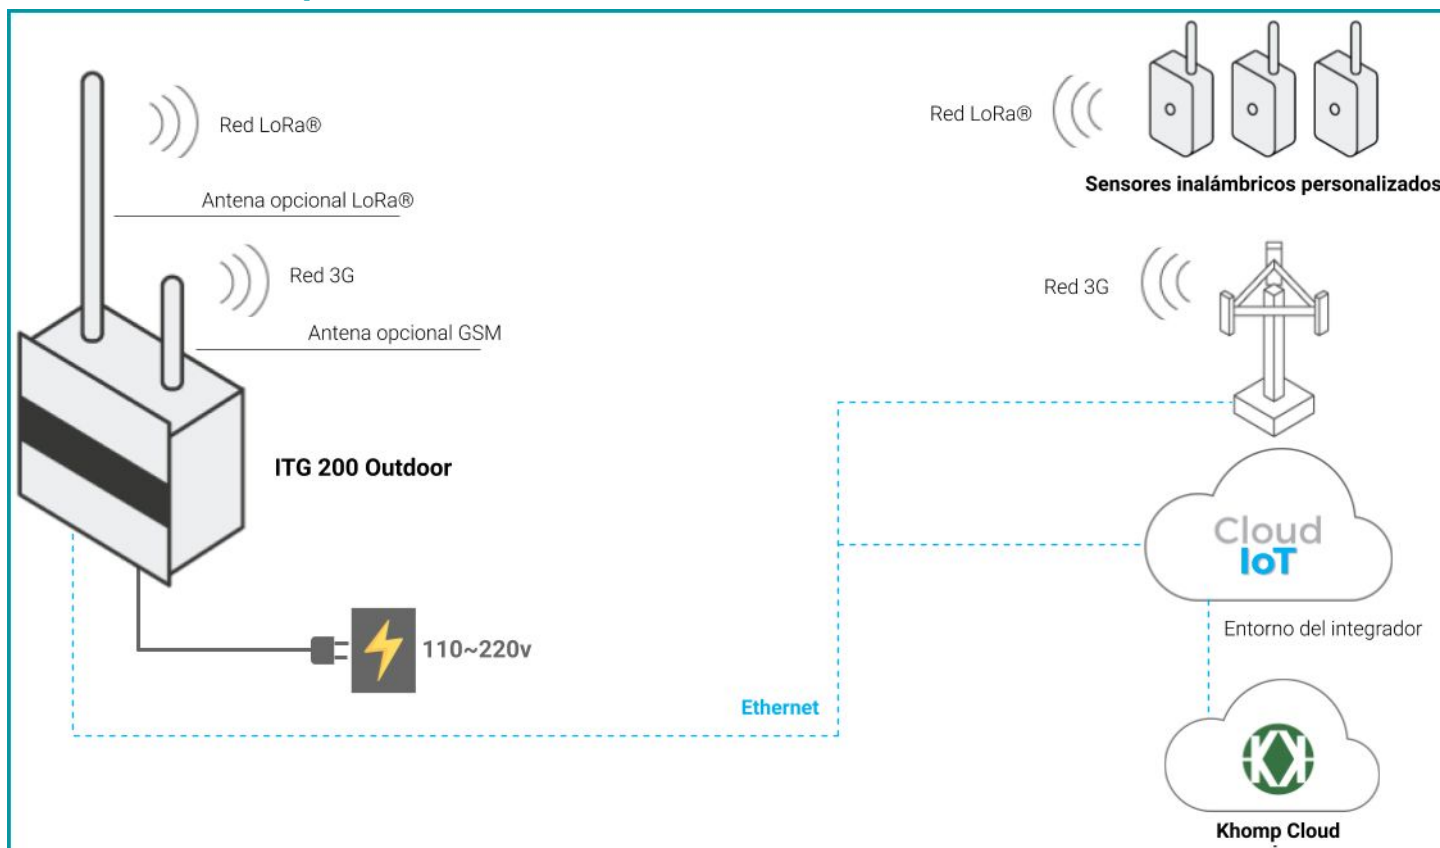 Red LoRa®
Antena opcional LoRa®
Red 3G
Antena opcional GSM
ITG 200 Outdoor
110~220v
Ethernet
Red LoRa®
Sensores inalámbricos personalizados
Red 3G
Cloud
IoT
Entorno del integrador
Khomp Cloud